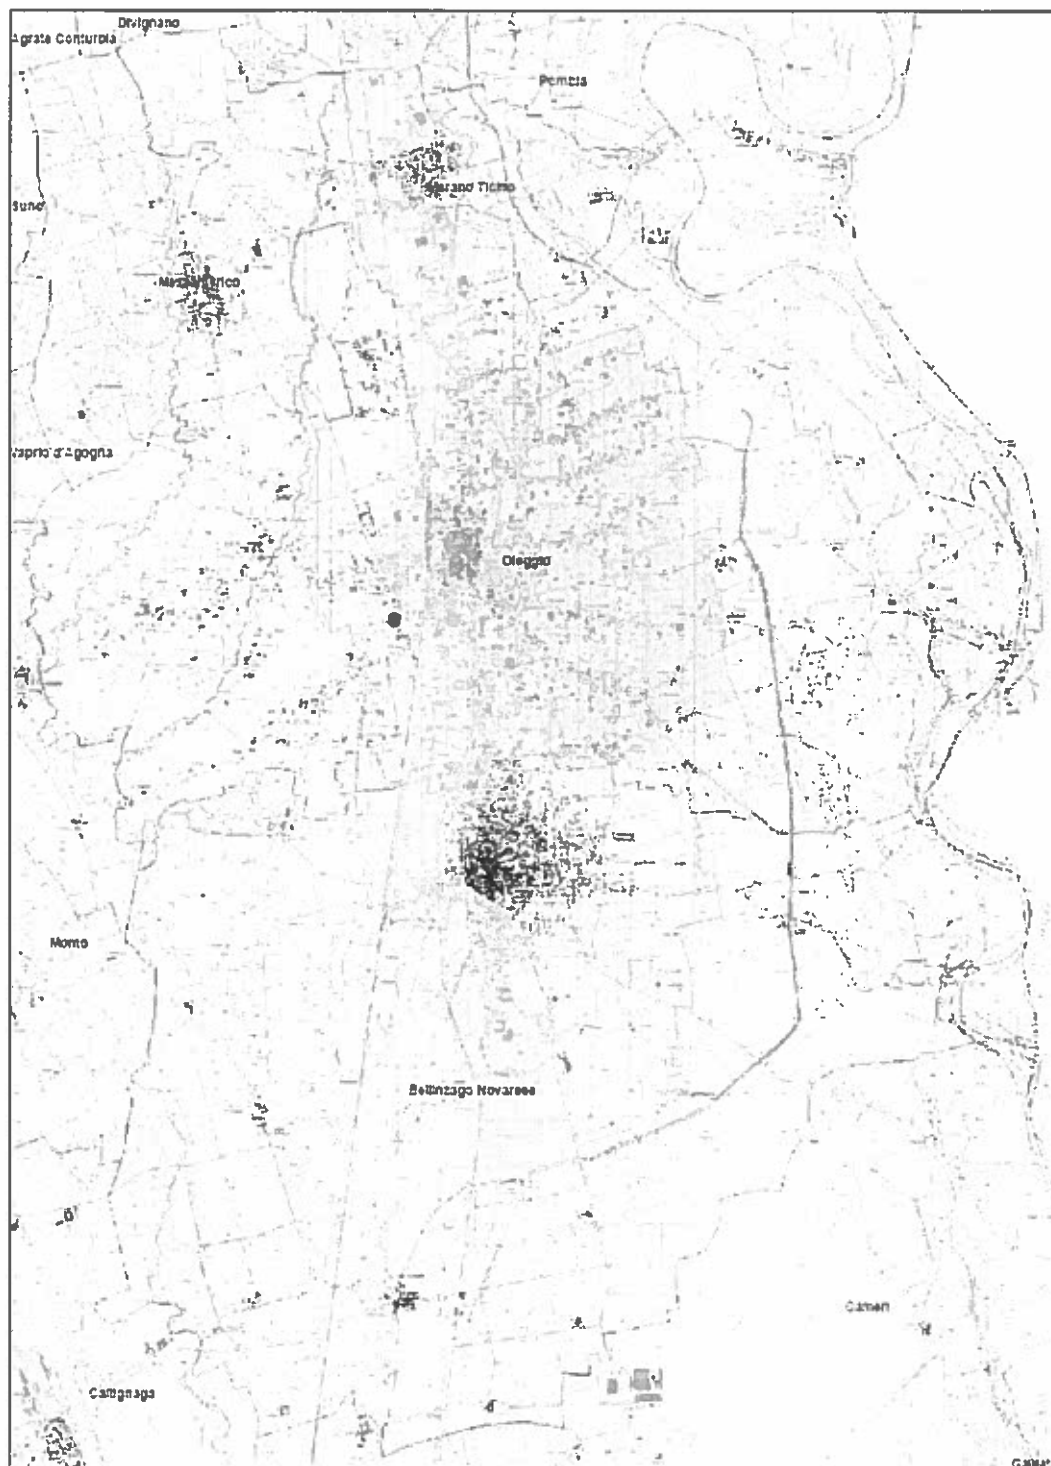 Divignano
Agrate Conturbia
Pombia
Marano Ticino
Suno
Mezzomerico
Vaprio d'Agogna
Oleggio
Momo
Bellinzago Novarese
Cameri
Caltignaga